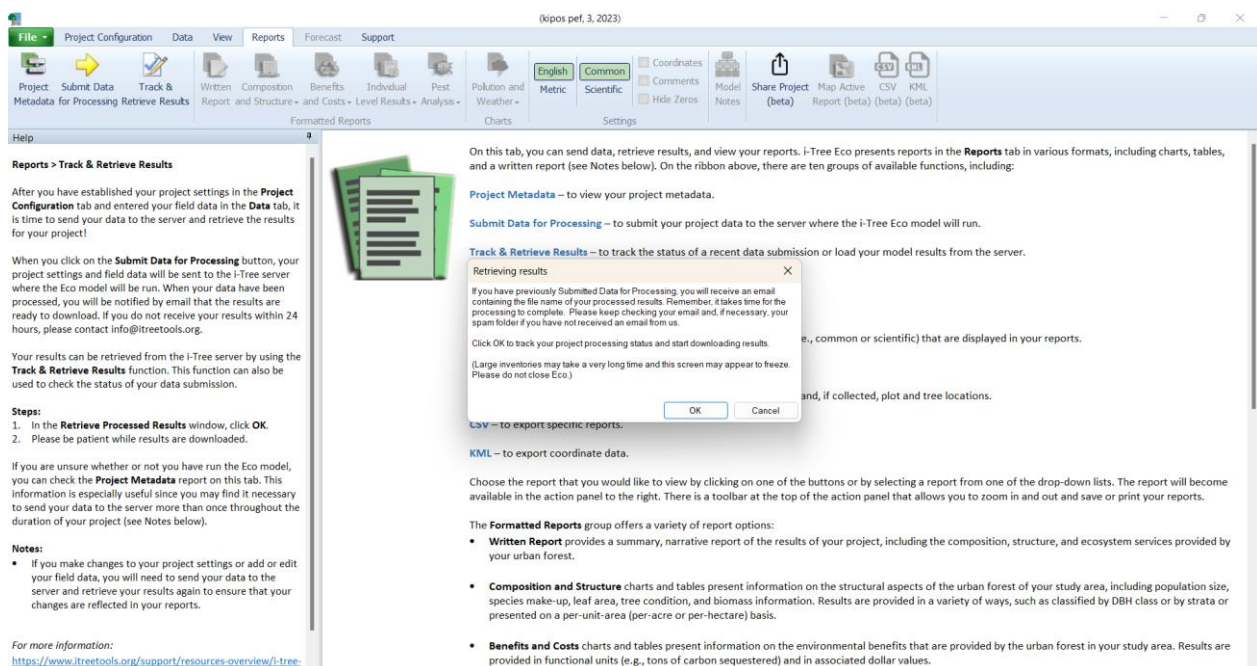 (kipos pef, 3, 2023)
File Project Configuration Data View Reports Forecast Support
Project Metadata
Submit Data for Processing
Track & Retrieve Results
Written Report
Composition and Structure
Benefits and Costs
Individual Level Results
Pest Analysis
Formatted Reports
Pollution and Weather
Charts
English
Metric
Common
Scientific
Coordinates
Comments
Hide Zeros
Settings
Model Notes
Share Project (beta)
Map Active Report (beta)
CSV (beta)
KML (beta)
Help
Reports > Track & Retrieve Results
After you have established your project settings in the Project
Configuration tab and entered your field data in the Data tab, it
is time to send your data to the server and retrieve the results
for your project!
When you click on the Submit Data for Processing button, your
project settings and field data will be sent to the i-Tree server
where the Eco model will be run. When your data have been
processed, you will be notified by email that the results are
ready to download. If you do not receive your results within 24
hours, please contact info@itreetools.org.
Your results can be retrieved from the i-Tree server by using the
Track & Retrieve Results function. This function can also be
used to check the status of your data submission.
Steps:
1. In the Retrieve Processed Results window, click OK.
2. Please be patient while results are downloaded.
If you are unsure whether or not you have run the Eco model,
you can check the Project Metadata report on this tab. This
information is especially useful since you may find it necessary
to send your data to the server more than once throughout the
duration of your project (see Notes below).
Notes:
• If you make changes to your project settings or add or edit
your field data, you will need to send your data to the
server and retrieve your results again to ensure that your
changes are reflected in your reports.
For more information:
https://www.itreetools.org/support/resources-overview/i-tree-
On this tab, you can send data, retrieve results, and view your reports. i-Tree Eco presents reports in the Reports tab in various formats, including charts, tables,
and a written report (see Notes below). On the ribbon above, there are ten groups of available functions, including:
Project Metadata – to view your project metadata.
Submit Data for Processing – to submit your project data to the server where the i-Tree Eco model will run.
Track & Retrieve Results – to track the status of a recent data submission or load your model results from the server.
Retrieving results
If you have previously Submitted Data for Processing, you will receive an email
containing the file name of your processed results. Remember, it takes time for the
processing to complete. Please keep checking your email and, if necessary, your
spam folder if you have not received an email from us.
Click OK to track your project processing status and start downloading results.
(Large inventories may take a very long time and this screen may appear to freeze.
Please do not close Eco.)
OK Cancel
e., common or scientific) that are displayed in your reports.
and, if collected, plot and tree locations.
CSV – to export specific reports.
KML – to export coordinate data.
Choose the report that you would like to view by clicking on one of the buttons or by selecting a report from one of the drop-down lists. The report will become
available in the action panel to the right. There is a toolbar at the top of the action panel that allows you to zoom in and out and save or print your reports.
The Formatted Reports group offers a variety of report options:
• Written Report provides a summary, narrative report of the results of your project, including the composition, structure, and ecosystem services provided by
your urban forest.
• Composition and Structure charts and tables present information on the structural aspects of the urban forest of your study area, including population size,
species make-up, leaf area, tree condition, and biomass information. Results are provided in a variety of ways, such as classified by DBH class or by strata or
presented on a per-unit-area (per-acre or per-hectare) basis.
• Benefits and Costs charts and tables present information on the environmental benefits that are provided by the urban forest in your study area. Results are
provided in functional units (e.g., tons of carbon sequestered) and in associated dollar values.